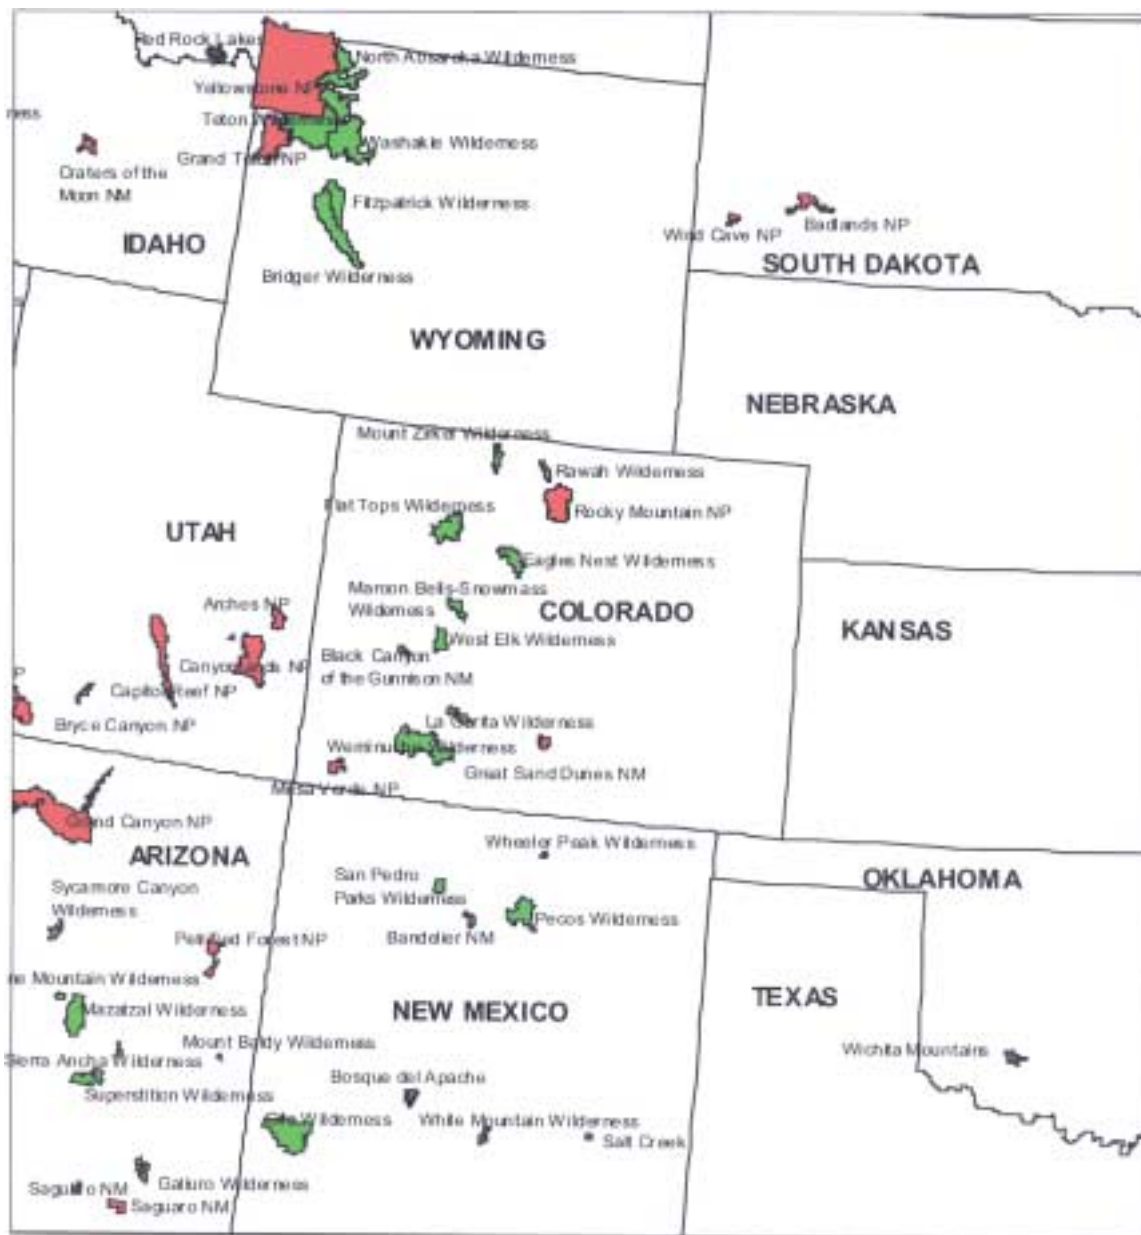 Red Rock Lakes
North Absaroka Wilderness
Yellowstone NP
ness
Teton Wilderness
Washakie Wilderness
Grand Teton NP
Craters of the
Moon NM
Fitzpatrick Wilderness
Badlands NP
Wind Cave NP
IDAHO
SOUTH DAKOTA
Bridger Wilderness
WYOMING
NEBRASKA
Mount Zirkel Wilderness
Rawah Wilderness
Flat Tops Wilderness
Rocky Mountain NP
UTAH
Eagles Nest Wilderness
Maroon Bells-Snowmass
Wilderness
Arches NP
COLORADO
KANSAS
West Elk Wilderness
Black Canyon
of the Gunnison NM
Canyonlands NP
P
Capitol Reef NP
Bryce Canyon NP
La Garita Wilderness
Weminuche Wilderness
Great Sand Dunes NM
Mesa Verde NP
Grand Canyon NP
Wheeler Peak Wilderness
ARIZONA
San Pedro
Parks Wilderness
OKLAHOMA
Sycamore Canyon
Wilderness
Pecos Wilderness
Bandelier NM
Petrified Forest NP
ne Mountain Wilderness
Mazatzal Wilderness
NEW MEXICO
TEXAS
Mount Baldy Wilderness
Wichita Mountains
Sierra Ancha Wilderness
Bosque del Apache
Superstition Wilderness
Gila Wilderness
White Mountain Wilderness
Salt Creek
Galiuro Wilderness
Saguaro NM
Saguaro NM